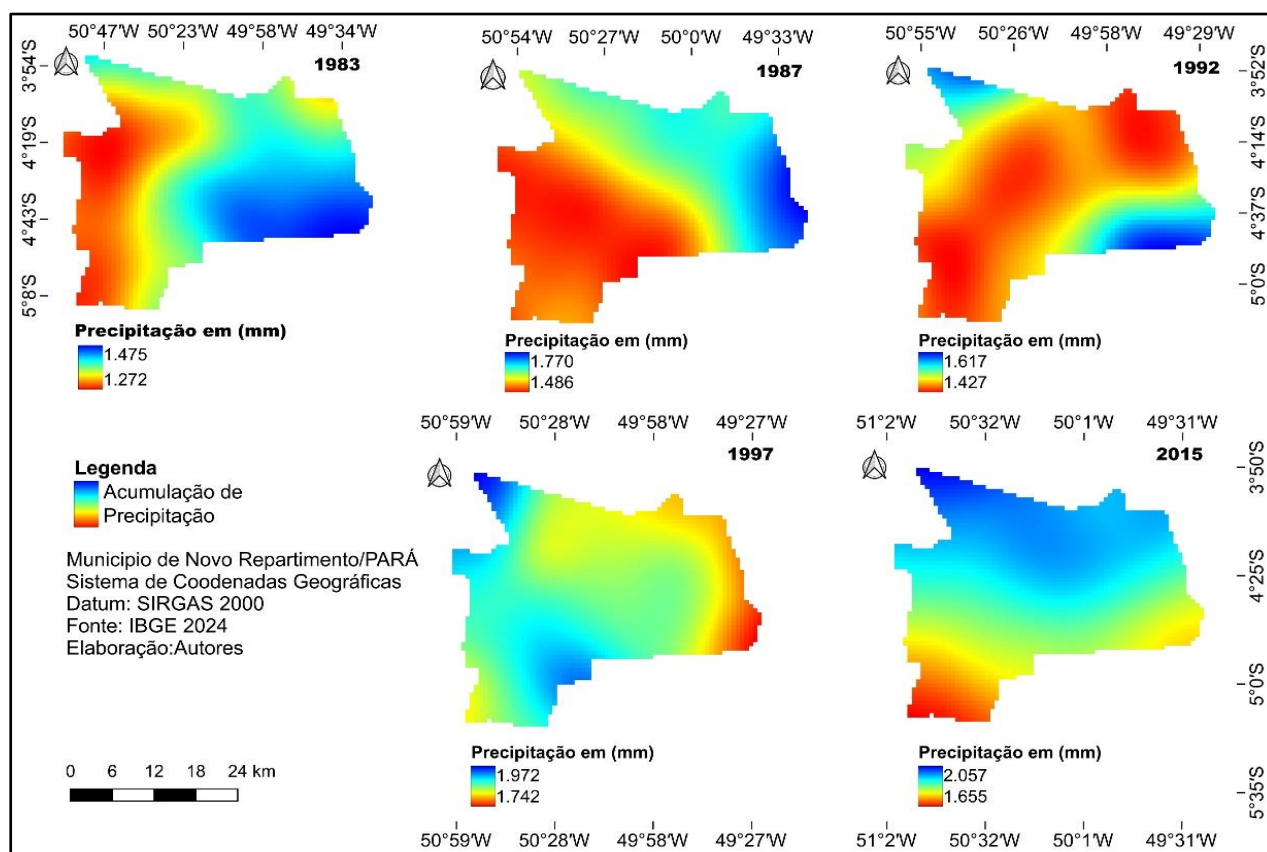 50°47'W 50°23'W 49°58'W 49°34'W
1983
3°54'S
4°19'S
4°43'S
5°8'S
Precipitação em (mm)
1.475
1.272
50°54'W 50°27'W 50°0'W 49°33'W
1987
Precipitação em (mm)
1.770
1.486
50°55'W 50°26'W 49°58'W 49°29'W
1992
3°52'S
4°14'S
4°37'S
5°0'S
Precipitação em (mm)
1.617
1.427
Legenda
Acumulação de
Precipitação
Municipio de Novo Repartimento/PARÁ
Sistema de Coodenadas Geográficas
Datum: SIRGAS 2000
Fonte: IBGE 2024
Elaboração:Autores
0 6 12 18 24 km
50°59'W 50°28'W 49°58'W 49°27'W
1997
Precipitação em (mm)
1.972
1.742
50°59'W 50°28'W 49°58'W 49°27'W
51°2'W 50°32'W 50°1'W 49°31'W
2015
3°50'S
4°25'S
5°0'S
5°35'S
Precipitação em (mm)
2.057
1.655
51°2'W 50°32'W 50°1'W 49°31'W